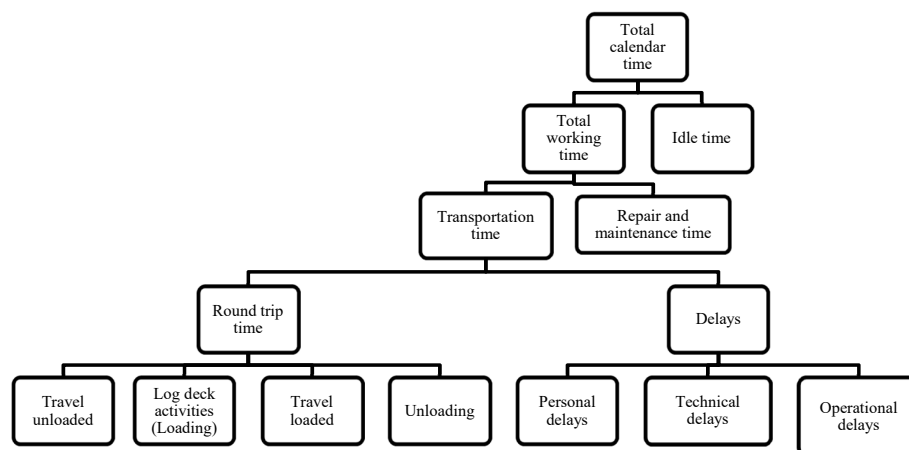 Total
calendar
time
Total
working
time
Idle time
Transportation
time
Repair and
maintenance time
Round trip
time
Delays
Travel
unloaded
Log deck
activities
(Loading)
Travel
loaded
Unloading
Personal
delays
Technical
delays
Operational
delays